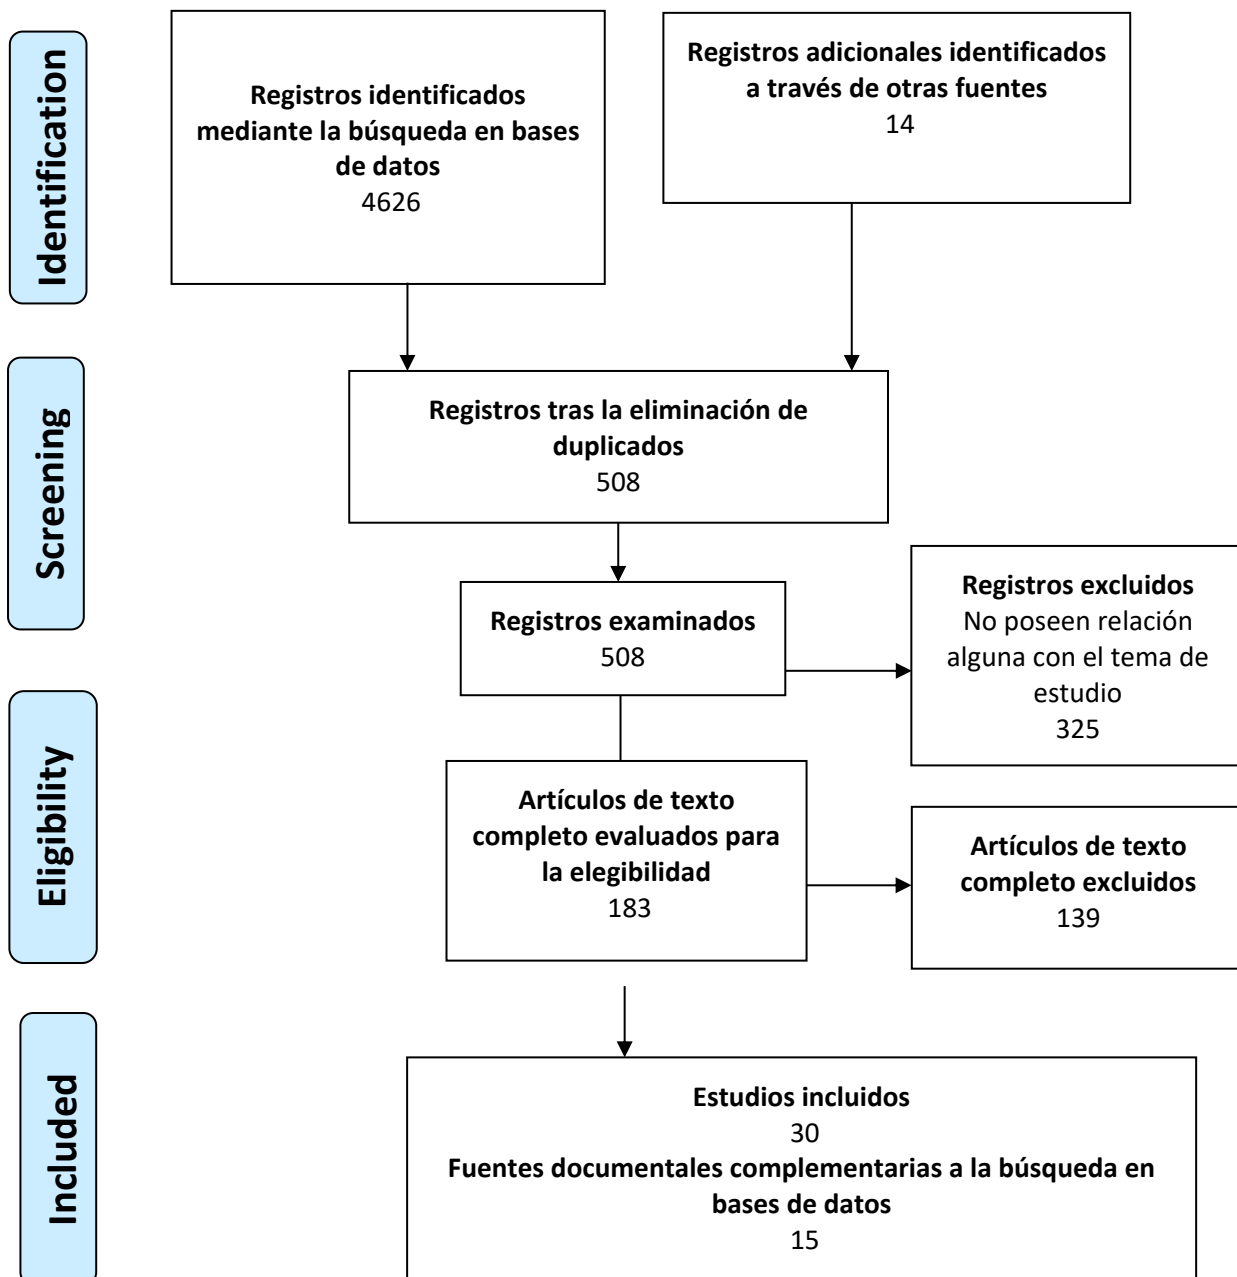 Identification
Registros identificados
mediante la búsqueda en bases
de datos
4626
Registros adicionales identificados
a través de otras fuentes
14
Screening
Registros tras la eliminación de
duplicados
508
Registros examinados
508
Registros excluidos
No poseen relación
alguna con el tema de
estudio
325
Eligibility
Artículos de texto
completo evaluados para
la elegibilidad
183
Artículos de texto
completo excluidos
139
Included
Estudios incluidos
30
Fuentes documentales complementarias a la búsqueda en
bases de datos
15